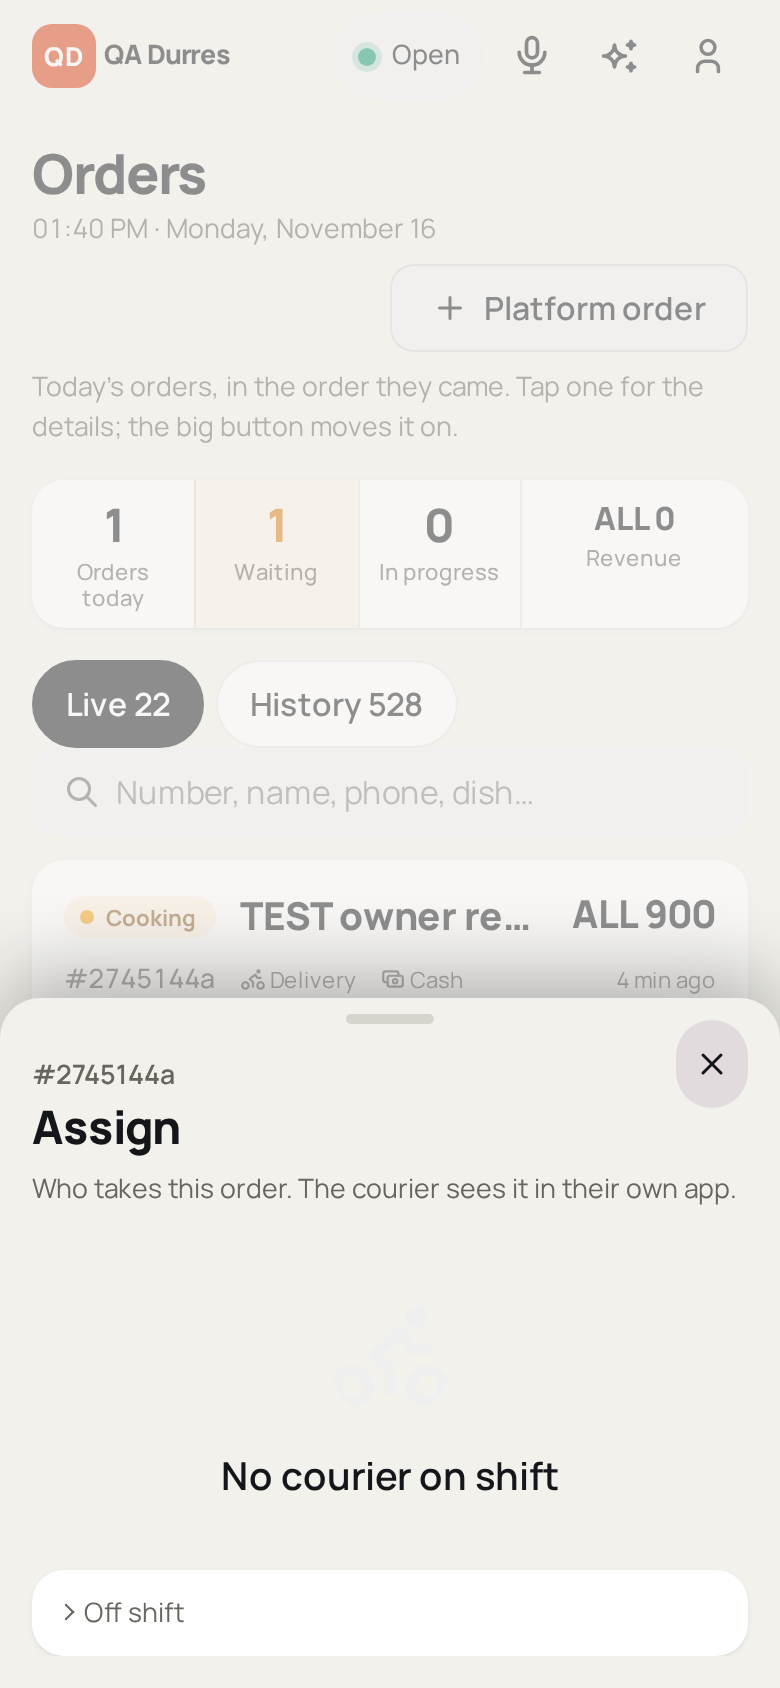 QD QA Durres Open
Orders
01:40 PM · Monday, November 16
+ Platform order
Today's orders, in the order they came. Tap one for the
details; the big button moves it on.
1 1 0 ALL 0
Orders today Waiting In progress Revenue
Live 22 History 528
Number, name, phone, dish...
Cooking TEST owner re... ALL 900
#2745144a Delivery Cash 4 min ago
#2745144a
Assign
Who takes this order. The courier sees it in their own app.
No courier on shift
Off shift